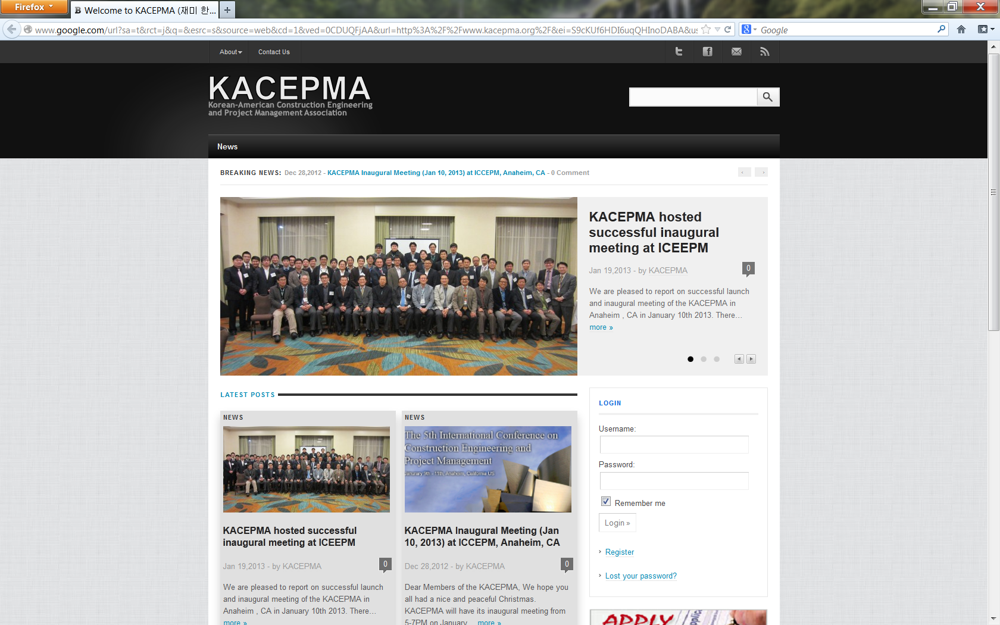 Firefox
Welcome to KACEPMA (재미 한...
www.google.com/url?sa=t&rct=j&q=&esrc=s&source=web&cd=1&ved=0CDUQFjAA&url=http%3A%2F%2Fwww.kacepma.org%2F&ei=S9cKUf6HDI6uqQHInoDABA&us
Google
About
Contact Us
KACEPMA
Korean-American Construction Engineering
and Project Management Association
News
BREAKING NEWS: Dec 28,2012 - KACEPMA Inaugural Meeting (Jan 10, 2013) at ICCEPM, Anaheim, CA - 0 Comment
KACEPMA hosted
successful inaugural
meeting at ICEEPM
Jan 19,2013 - by KACEPMA
0
We are pleased to report on successful launch
and inaugural meeting of the KACEPMA in
Anaheim , CA in January 10th 2013. There...
more »
LATEST POSTS
NEWS
KACEPMA hosted successful
inaugural meeting at ICEEPM
Jan 19,2013 - by KACEPMA
0
We are pleased to report on successful launch
and inaugural meeting of the KACEPMA in
Anaheim , CA in January 10th 2013. There...
more »
NEWS
The 5th International Conference on
Construction Engineering and
Project Management
Janurary 9th - 11th, Anaheim, California US
KACEPMA Inaugural Meeting (Jan
10, 2013) at ICCEPM, Anaheim, CA
Dec 28,2012 - by KACEPMA
0
Dear Members of the KACEPMA, We hope you
all had a nice and peaceful Christmas.
KACEPMA will have its inaugural meeting from
5-7PM on January... more »
LOGIN
Username:
Password:
Remember me
Login »
Register
Lost your password?
APPLY